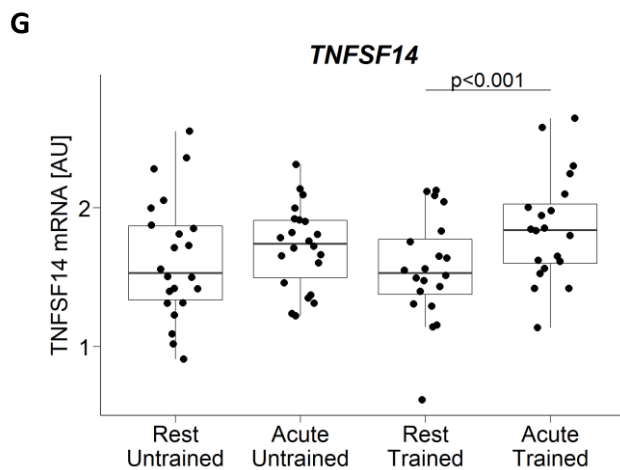 G
TNFSF14
p<0.001
TNFSF14 mRNA [AU]
2
1
Rest Untrained
Acute Untrained
Rest Trained
Acute Trained